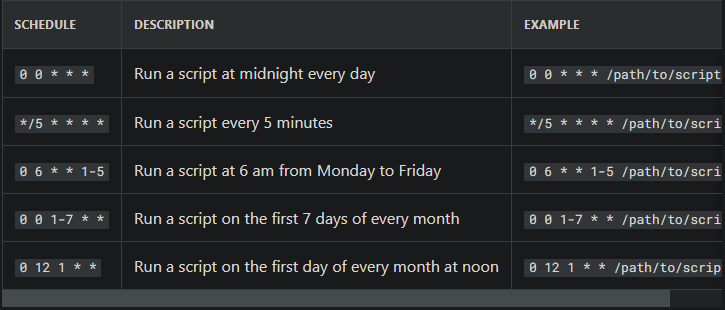 SCHEDULE DESCRIPTION EXAMPLE
0 0 * * * Run a script at midnight every day 0 0 * * * /path/to/script
*/5 * * * * Run a script every 5 minutes */5 * * * * /path/to/scri
0 6 * * 1-5 Run a script at 6 am from Monday to Friday 0 6 * * 1-5 /path/to/scri
0 0 1-7 * * Run a script on the first 7 days of every month 0 0 1-7 * * /path/to/scri
0 12 1 * * Run a script on the first day of every month at noon 0 12 1 * * /path/to/scrip